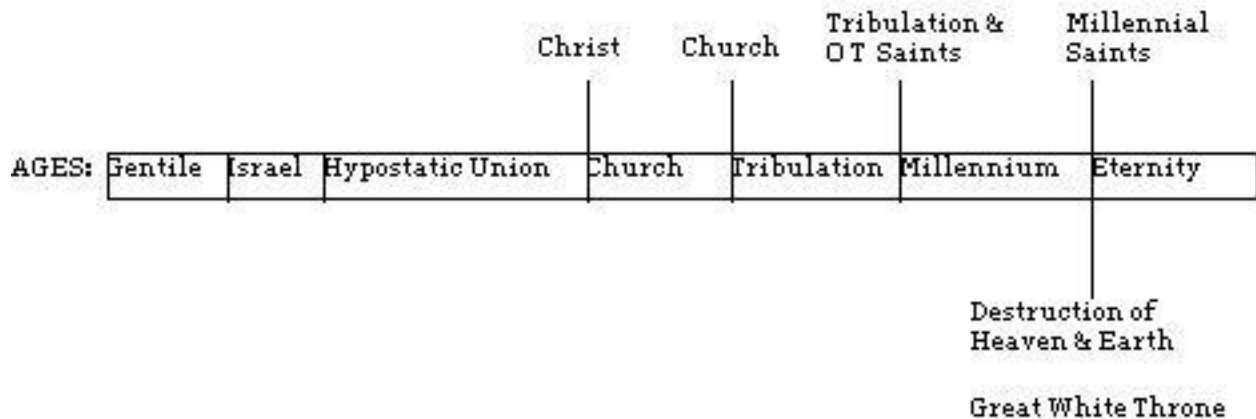 Christ
Church
Tribulation &
OT Saints
Millennial
Saints
AGES: Gentile Israel Hypostatic Union Church Tribulation Millennium Eternity
Destruction of
Heaven & Earth
Great White Throne